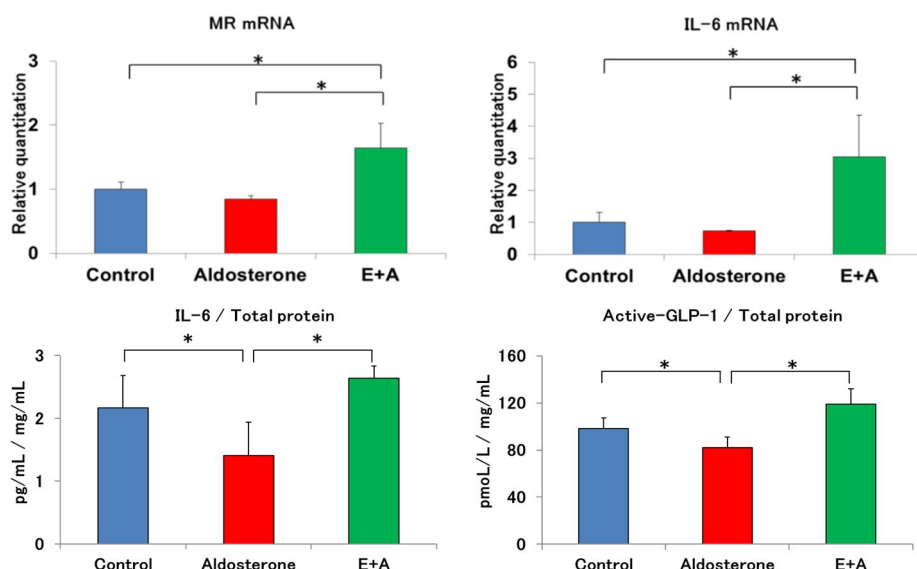 MR mRNA
Relative quantitation
3
2
1
0
*
*
Control Aldosterone E+A
IL-6 mRNA
Relative quantitation
6
5
4
3
2
1
0
*
*
Control Aldosterone E+A
IL-6 / Total protein
pg/mL / mg/mL
3
2
1
0
* *
Control Aldosterone E+A
Active-GLP-1 / Total protein
pmoL/L / mg/mL
160
120
80
40
0
* *
Control Aldosterone E+A